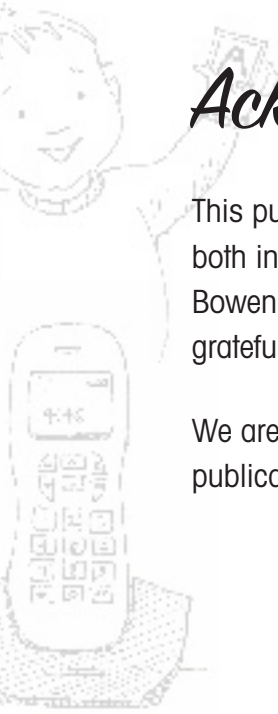 A
Ack
This pu
both in
Bowen
gratefu
We are
publica